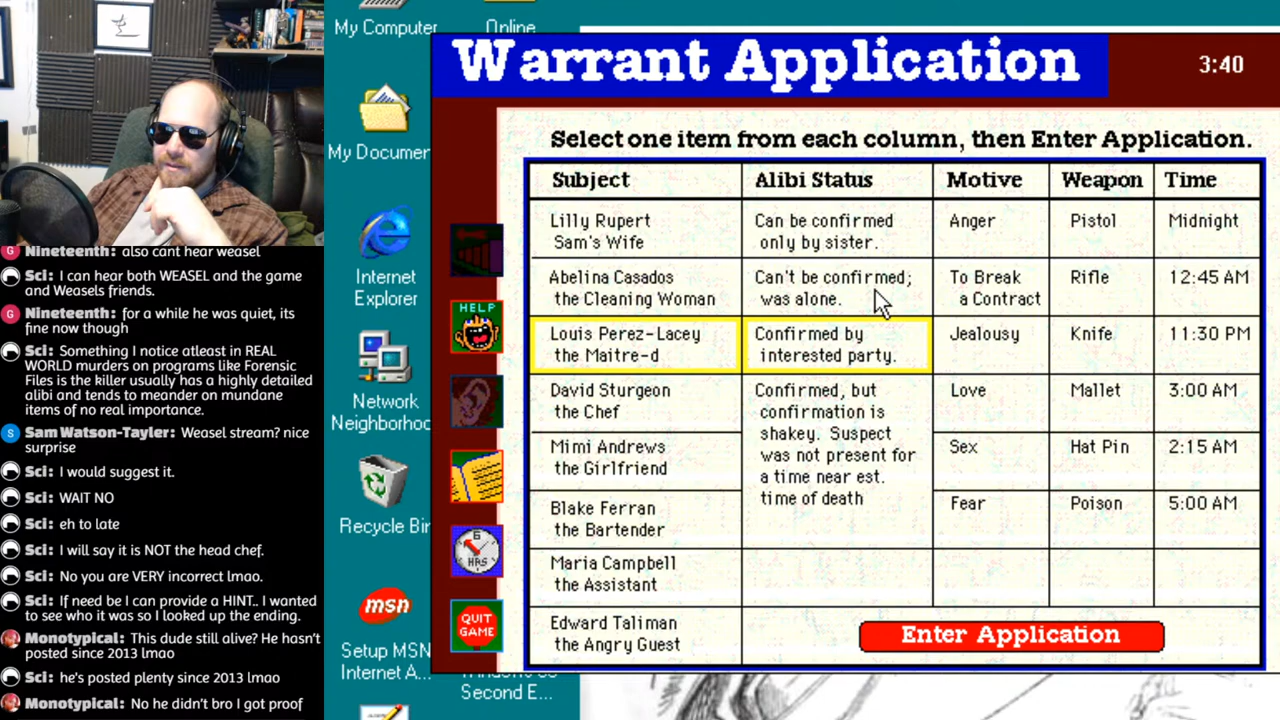 My Computer
Online
My Documen
Internet
Explorer
Network
Neighborhoo
Recycle Bin
msn
Setup MSN
Internet A...
Second E...
Warrant Application
3:40
Select one item from each column, then Enter Application.
Subject
Alibi Status
Motive
Weapon
Time
Lilly Rupert
Sam's Wife
Can be confirmed
only by sister.
Anger
Pistol
Midnight
Abelina Casados
the Cleaning Woman
Can't be confirmed;
was alone.
To Break
a Contract
Rifle
12:45 AM
Louis Perez-Lacey
the Maitre-d
Confirmed by
interested party.
Jealousy
Knife
11:30 PM
David Sturgeon
the Chef
Confirmed, but
confirmation is
shakey. Suspect
was not present for
a time near est.
time of death
Love
Mallet
3:00 AM
Mimi Andrews
the Girlfriend
Sex
Hat Pin
2:15 AM
Blake Ferran
the Bartender
Fear
Poison
5:00 AM
Maria Campbell
the Assistant
Edward Taliman
the Angry Guest
Enter Application
HELP
6
HRS
QUIT
GAME
G Nineteenth: also cant hear weasel
Sci: I can hear both WEASEL and the game
and Weasels friends.
G Nineteenth: for a while he was quiet, its
fine now though
Sci: Something I notice atleast in REAL
WORLD murders on programs like Forensic
Files is the killer usually has a highly detailed
alibi and tends to meander on mundane
items of no real importance.
S Sam Watson-Tayler: Weasel stream? nice
surprise
Sci: I would suggest it.
Sci: WAIT NO
Sci: eh to late
Sci: I will say it is NOT the head chef.
Sci: No you are VERY incorrect lmao.
Sci: If need be I can provide a HINT.. I wanted
to see who it was so I looked up the ending.
Monotypical: This dude still alive? He hasn't
posted since 2013 lmao
Sci: he's posted plenty since 2013 lmao
Monotypical: No he didn't bro I got proof